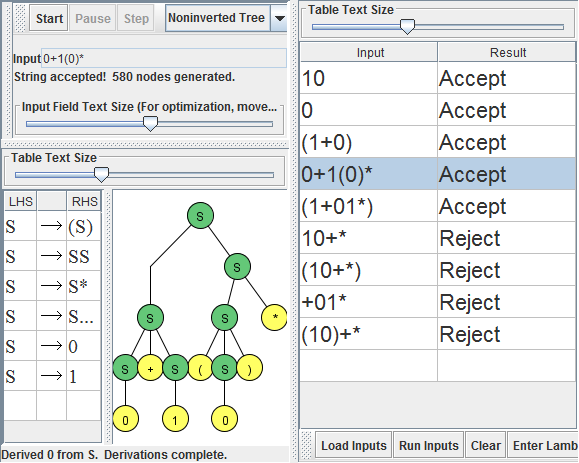 Start Pause Step Noninverted Tree
Input 0+1(0)*
String accepted! 580 nodes generated.
Input Field Text Size (For optimization, move...
Table Text Size
LHS RHS
S → (S)
S → SS
S → S*
S → S...
S → 0
S → 1
S
S
S S *
S + S ( S )
0 1 0
Derived 0 from S. Derivations complete.
Table Text Size
Input Result
10 Accept
0 Accept
(1+0) Accept
0+1(0)* Accept
(1+01*) Accept
10+* Reject
(10+*) Reject
+01* Reject
(10)+* Reject
Load Inputs Run Inputs Clear Enter Lamb